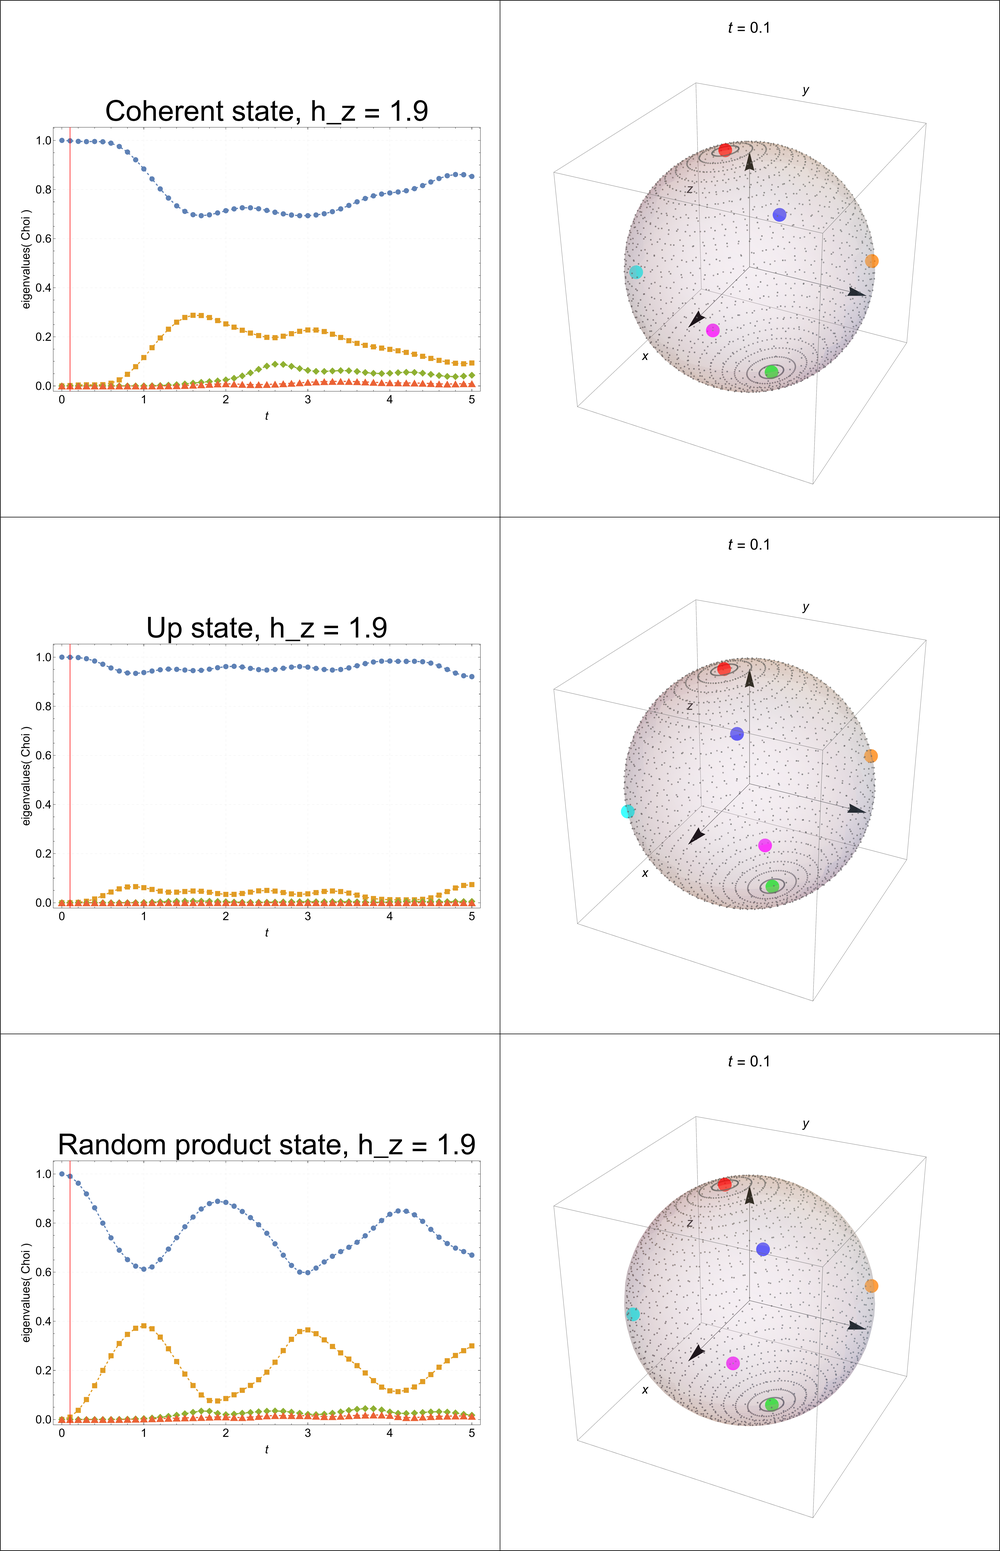 Coherent state, h_z = 1.9
eigenvalues( Choi )
1.0
0.8
0.6
0.4
0.2
0.0
0 1 2 3 4 5
t
t = 0.1
y
z
x
Up state, h_z = 1.9
eigenvalues( Choi )
1.0
0.8
0.6
0.4
0.2
0.0
0 1 2 3 4 5
t
t = 0.1
y
z
x
Random product state, h_z = 1.9
eigenvalues( Choi )
1.0
0.8
0.6
0.4
0.2
0.0
0 1 2 3 4 5
t
t = 0.1
y
z
x